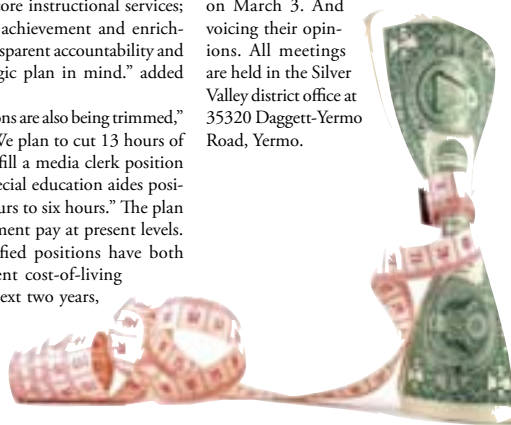 ore instructional services;
achievement and enrich-
sparent accountability and
gic plan in mind.” added
ons are also being trimmed,”
We plan to cut 13 hours of
fill a media clerk position
ecial education aides posi-
urs to six hours.” The plan
ment pay at present levels.
fied positions have both
ent cost-of-living
ext two years,
on March 3. And
voicing their opin-
ions. All meetings
are held in the Silver
Valley district office at
35320 Daggett-Yermo
Road, Yermo.